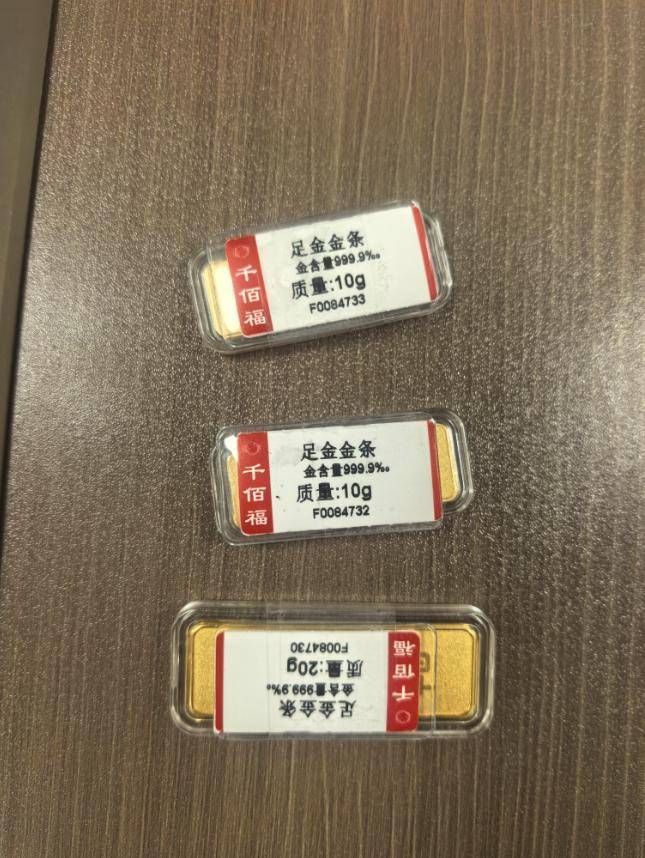 千佰福
足金金条
金含量999.9‰
质量:10g
F0084733
千佰福
足金金条
金含量999.9‰
质量:10g
F0084732
千佰福
足金金条
金含量999.9‰
质量:20g
F0084730